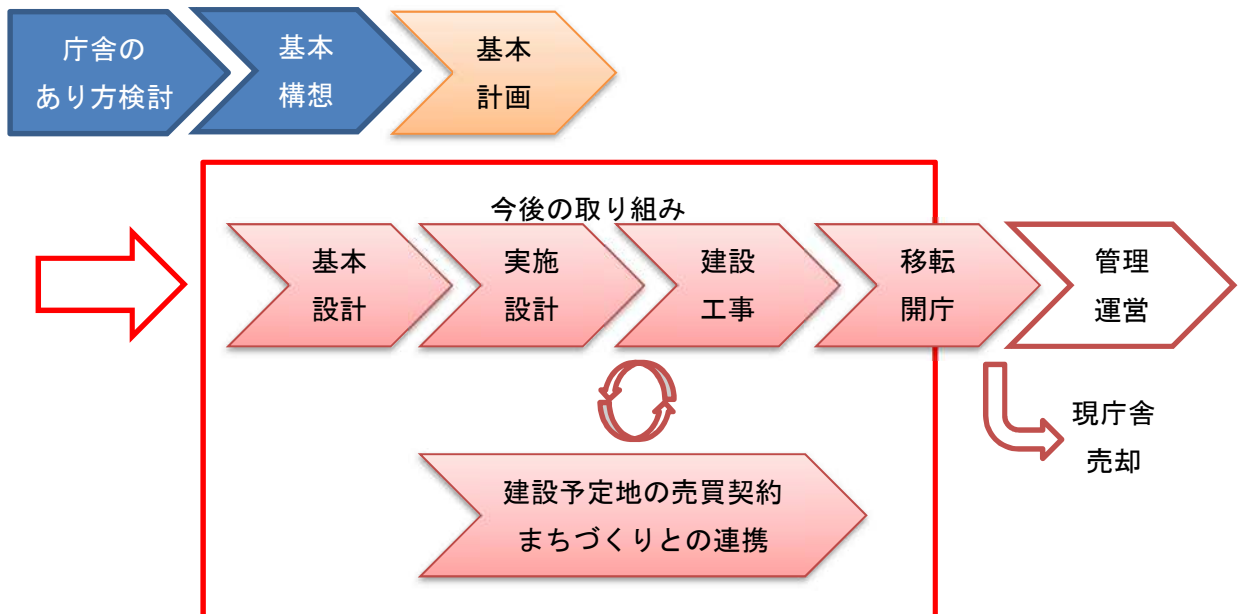 庁舎の
あり方検討
基本
構想
基本
計画
今後の取り組み
基本
設計
実施
設計
建設
工事
移転
開庁
管理
運営
現庁舎
売却
建設予定地の売買契約
まちづくりとの連携